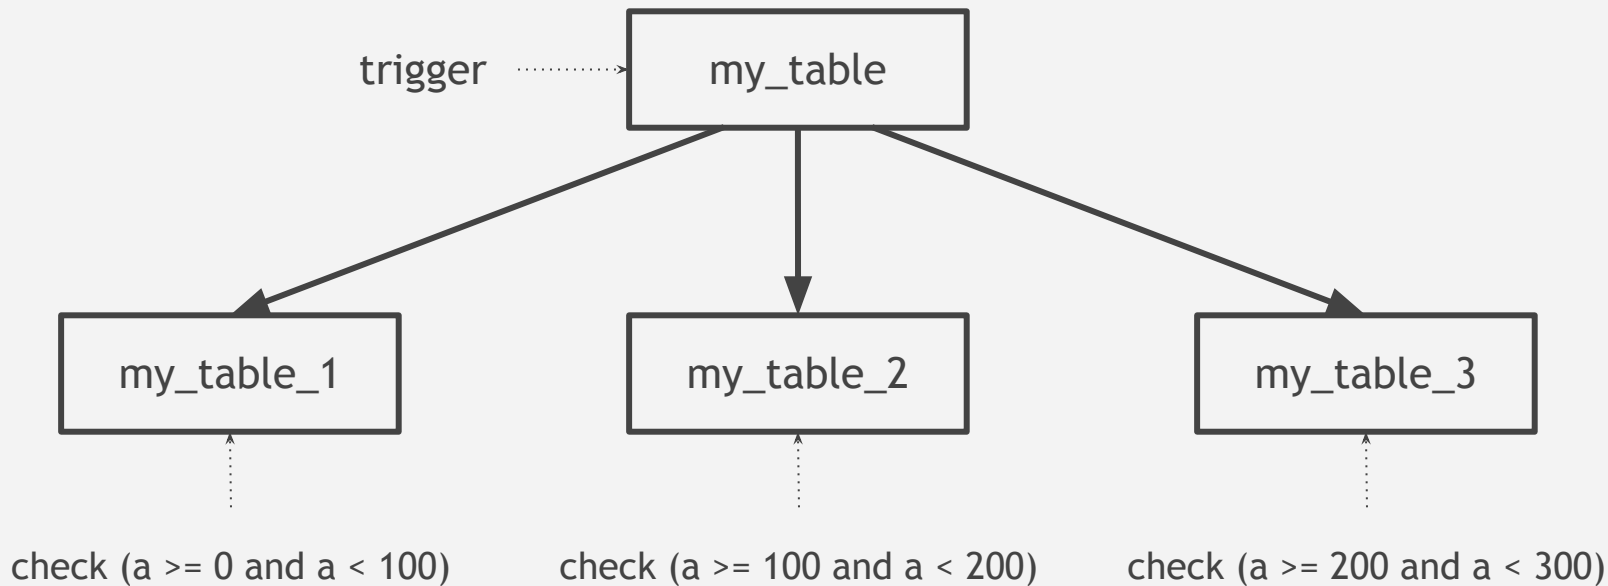 trigger
my_table
my_table_1
my_table_2
my_table_3
check (a >= 0 and a < 100)
check (a >= 100 and a < 200)
check (a >= 200 and a < 300)